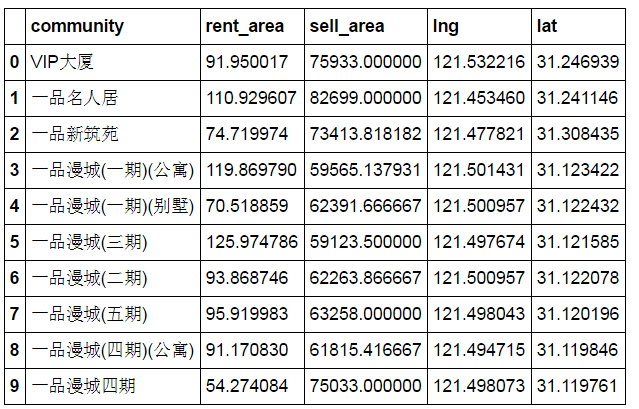 community rent_area sell_area lng lat
0 VIP大厦 91.950017 75933.000000 121.532216 31.246939
1 一品名人居 110.929607 82699.000000 121.453460 31.241146
2 一品新筑苑 74.719974 73413.818182 121.477821 31.308435
3 一品漫城(一期)(公寓) 119.869790 59565.137931 121.501431 31.123422
4 一品漫城(一期)(别墅) 70.518859 62391.666667 121.500957 31.122432
5 一品漫城(三期) 125.974786 59123.500000 121.497674 31.121585
6 一品漫城(二期) 93.868746 62263.866667 121.500957 31.122078
7 一品漫城(五期) 95.919983 63258.000000 121.498043 31.120196
8 一品漫城(四期)(公寓) 91.170830 61815.416667 121.494715 31.119846
9 一品漫城四期 54.274084 75033.000000 121.498073 31.119761